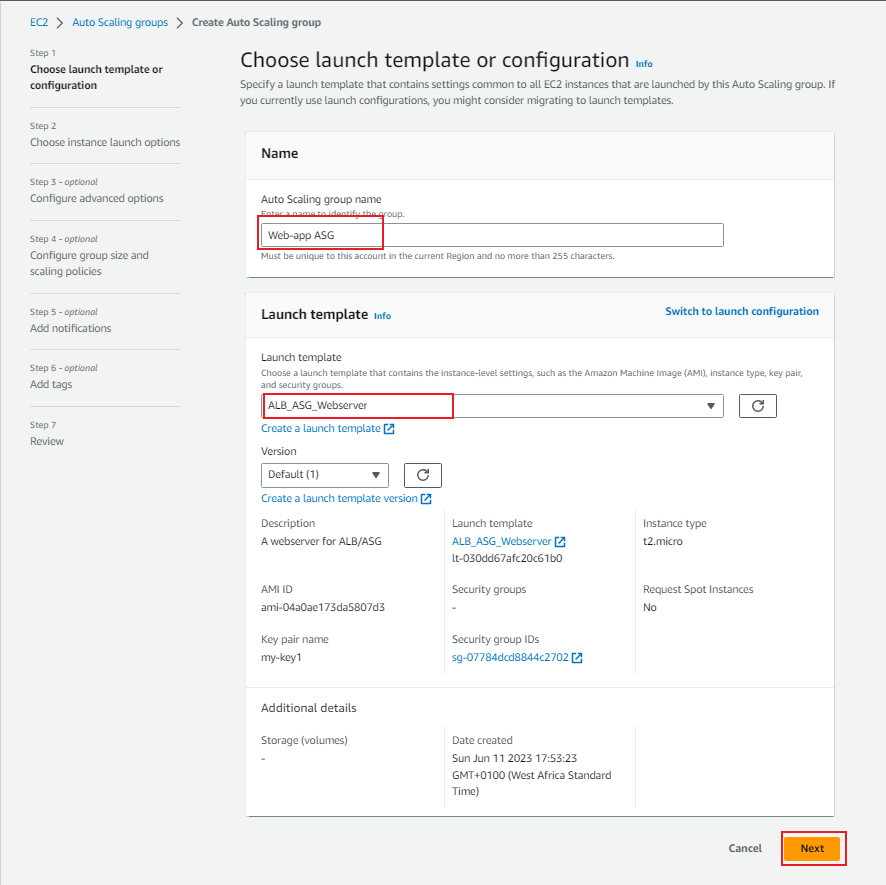 EC2 > Auto Scaling groups > Create Auto Scaling group
Step 1
Choose launch template or
configuration
Step 2
Choose instance launch options
Step 3 - optional
Configure advanced options
Step 4 - optional
Configure group size and
scaling policies
Step 5 - optional
Add notifications
Step 6 - optional
Add tags
Step 7
Review
Choose launch template or configuration Info
Specify a launch template that contains settings common to all EC2 instances that are launched by this Auto Scaling group. If
you currently use launch configurations, you might consider migrating to launch templates.
Name
Auto Scaling group name
Enter a name to identify the group.
Web-app ASG
Must be unique to this account in the current Region and no more than 255 characters.
Launch template Info
Switch to launch configuration
Launch template
Choose a launch template that contains the instance-level settings, such as the Amazon Machine Image (AMI), instance type, key pair,
and security groups.
ALB_ASG_Webserver
Create a launch template
Version
Default (1)
Create a launch template version
Description
A webserver for ALB/ASG
Launch template
ALB_ASG_Webserver
lt-030dd67afc20c61b0
Instance type
t2.micro
AMI ID
ami-04a0ae173da5807d3
Security groups
-
Request Spot Instances
No
Key pair name
my-key1
Security group IDs
sg-07784dcd8844c2702
Additional details
Storage (volumes)
-
Date created
Sun Jun 11 2023 17:53:23
GMT+0100 (West Africa Standard
Time)
Cancel
Next